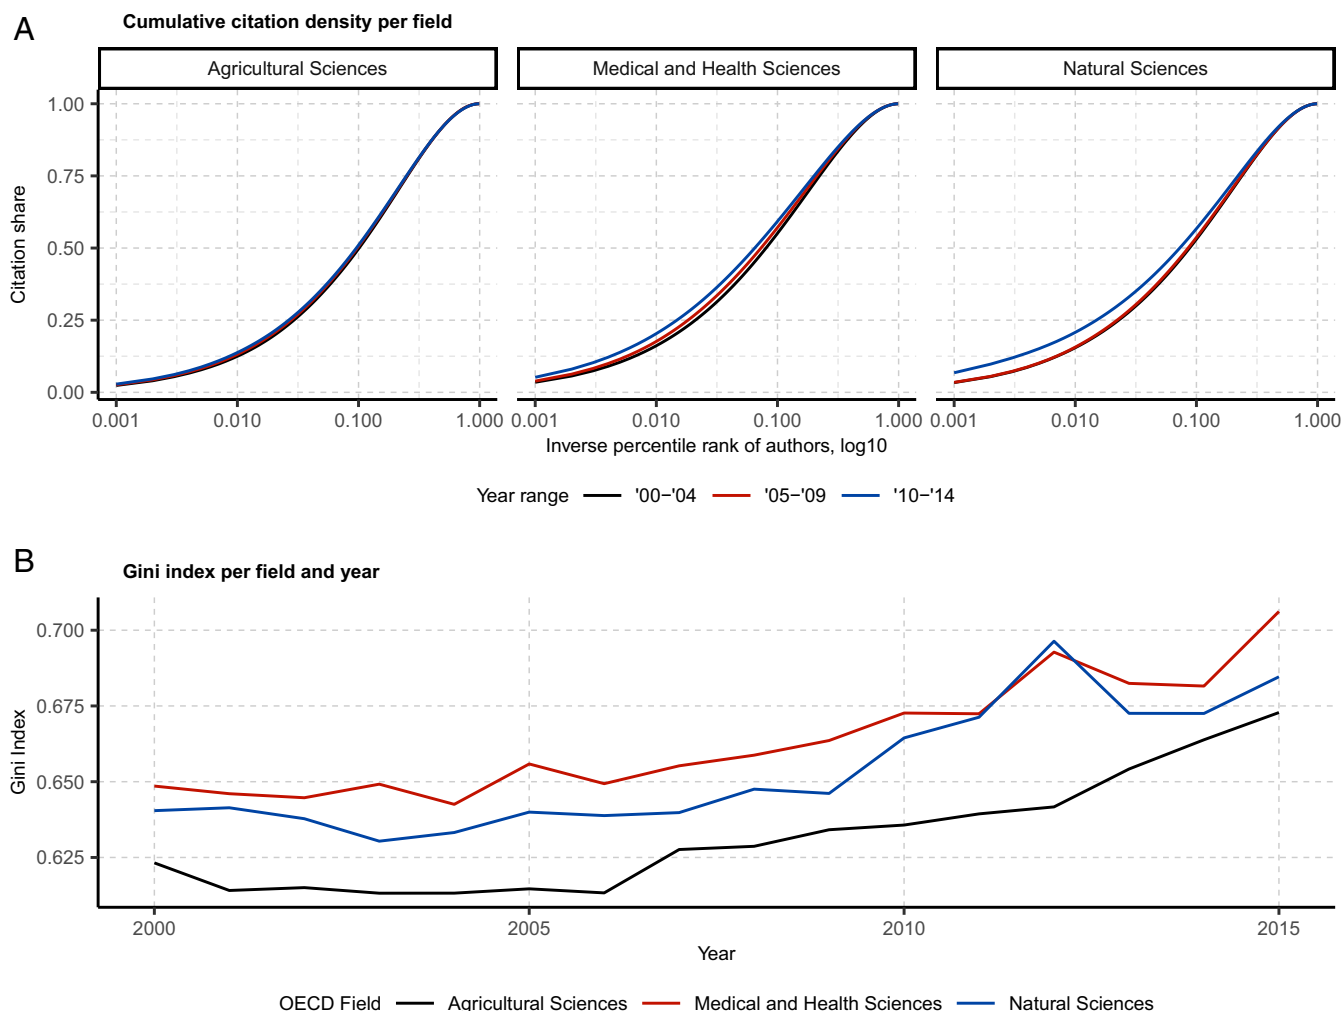 A
Cumulative citation density per field
Agricultural Sciences
Medical and Health Sciences
Natural Sciences
Citation share
1.00
0.75
0.50
0.25
0.00
0.001 0.010 0.100 1.000
0.001 0.010 0.100 1.000
0.001 0.010 0.100 1.000
Inverse percentile rank of authors, log10
Year range '00−'04 '05−'09 '10−'14
B
Gini index per field and year
Gini Index
0.700
0.675
0.650
0.625
2000 2005 2010 2015
Year
OECD Field Agricultural Sciences Medical and Health Sciences Natural Sciences